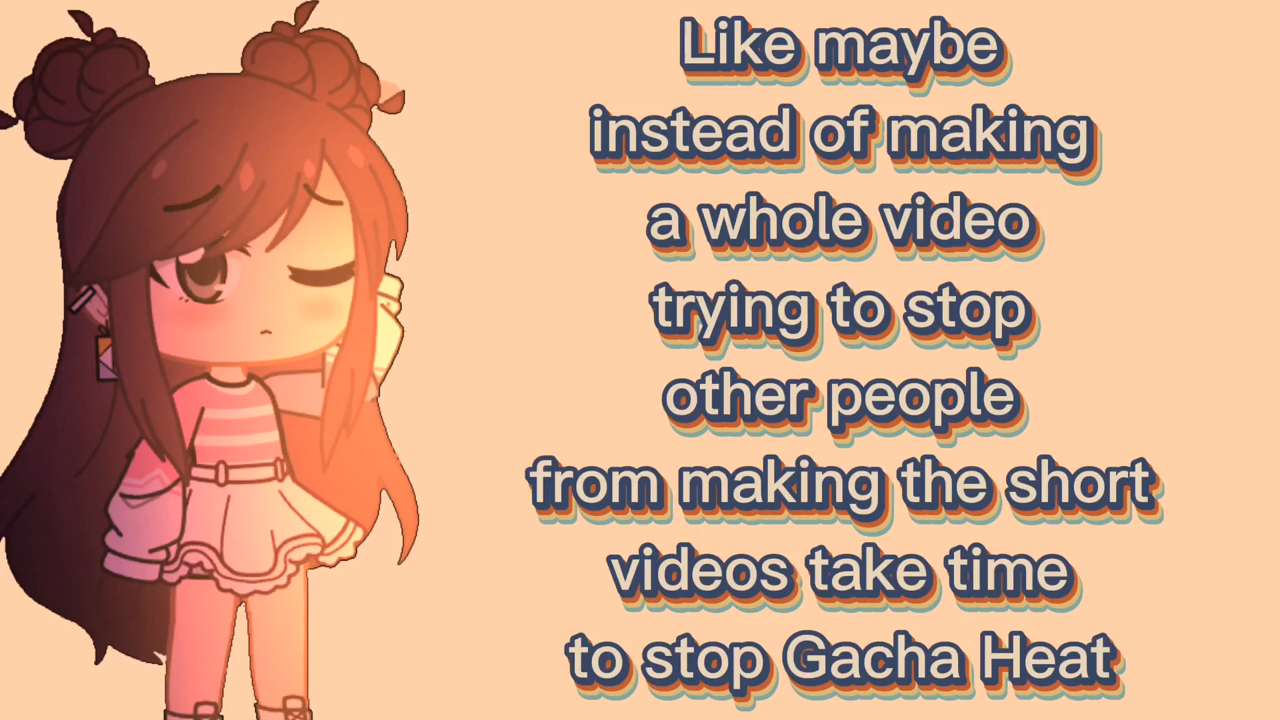 Like maybe
instead of making
a whole video
trying to stop
other people
from making the short
videos take time
to stop Gacha Heat